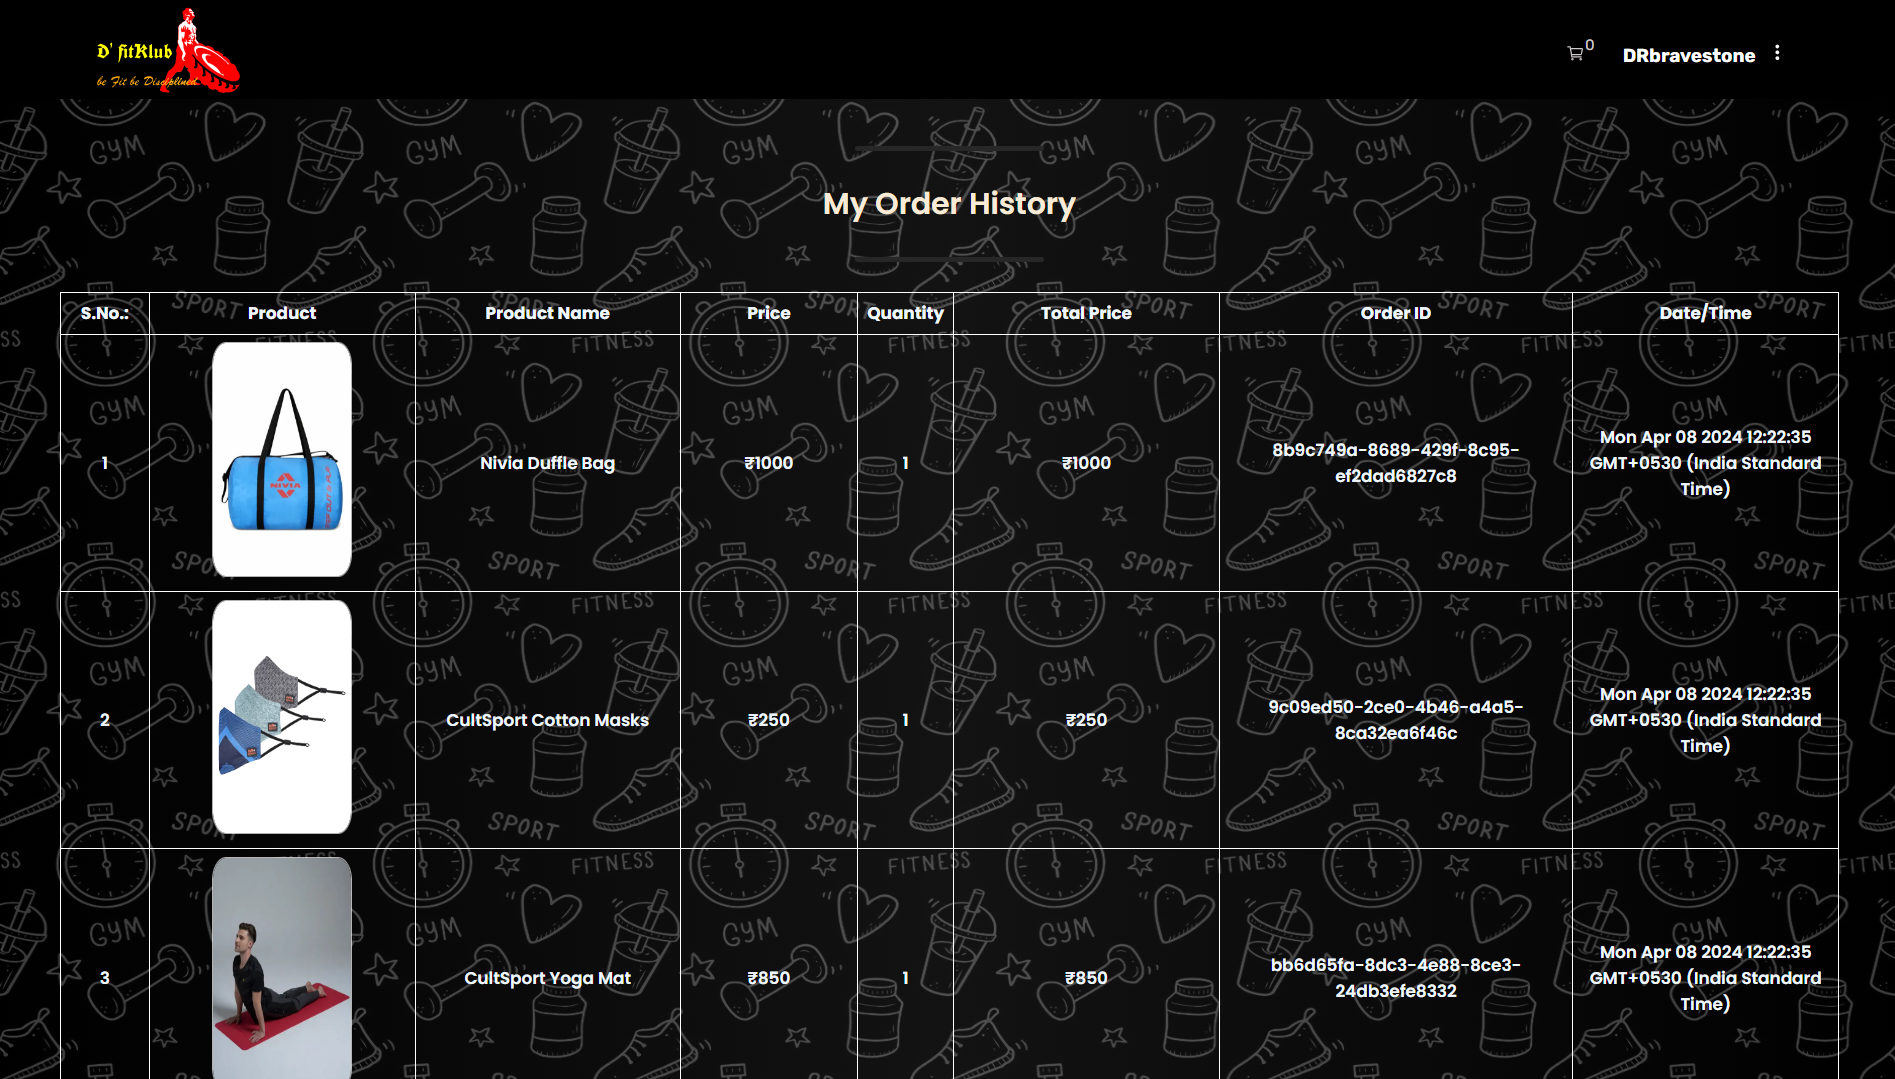 D' fitKlub
be Fit be Disciplined.
0
DRbravestone
My Order History
S.No.: Product Product Name Price Quantity Total Price Order ID Date/Time
1 Nivia Duffle Bag ₹1000 1 ₹1000 8b9c749a-8689-429f-8c95-
ef2dad6827c8
Mon Apr 08 2024 12:22:35
GMT+0530 (India Standard
Time)
NIVIA
2 CultSport Cotton Masks ₹250 1 ₹250 9c09ed50-2ce0-4b46-a4a5-
8ca32ea6f46c
Mon Apr 08 2024 12:22:35
GMT+0530 (India Standard
Time)
3 CultSport Yoga Mat ₹850 1 ₹850 bb6d65fa-8dc3-4e88-8ce3-
24db3efe8332
Mon Apr 08 2024 12:22:35
GMT+0530 (India Standard
Time)
GYM
SPORT
FITNESS